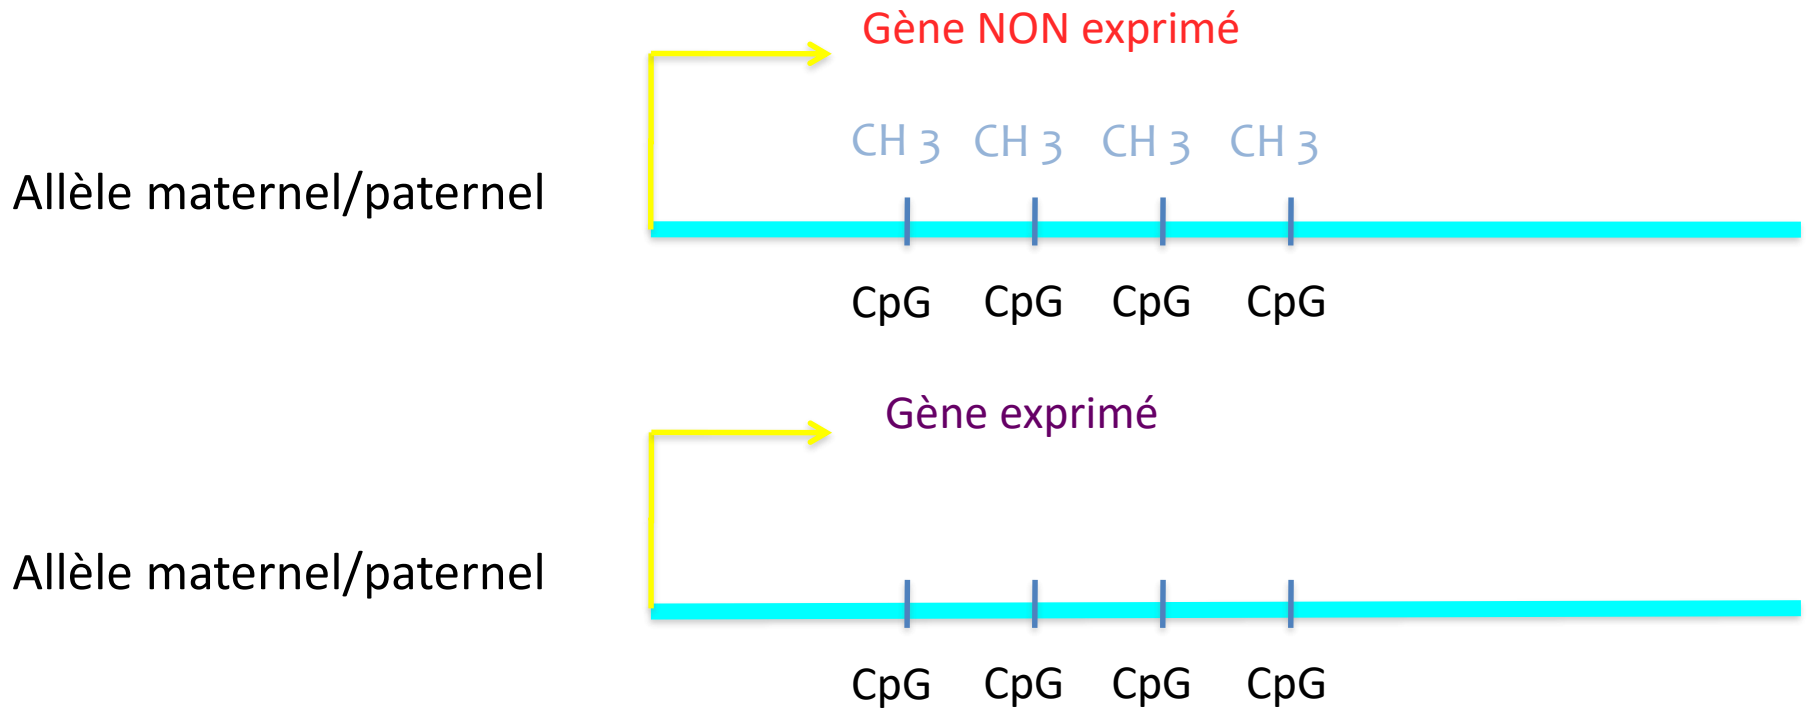 Gène NON exprimé
CH 3 CH 3 CH 3 CH 3
Allèle maternel/paternel
CpG CpG CpG CpG
Gène exprimé
Allèle maternel/paternel
CpG CpG CpG CpG